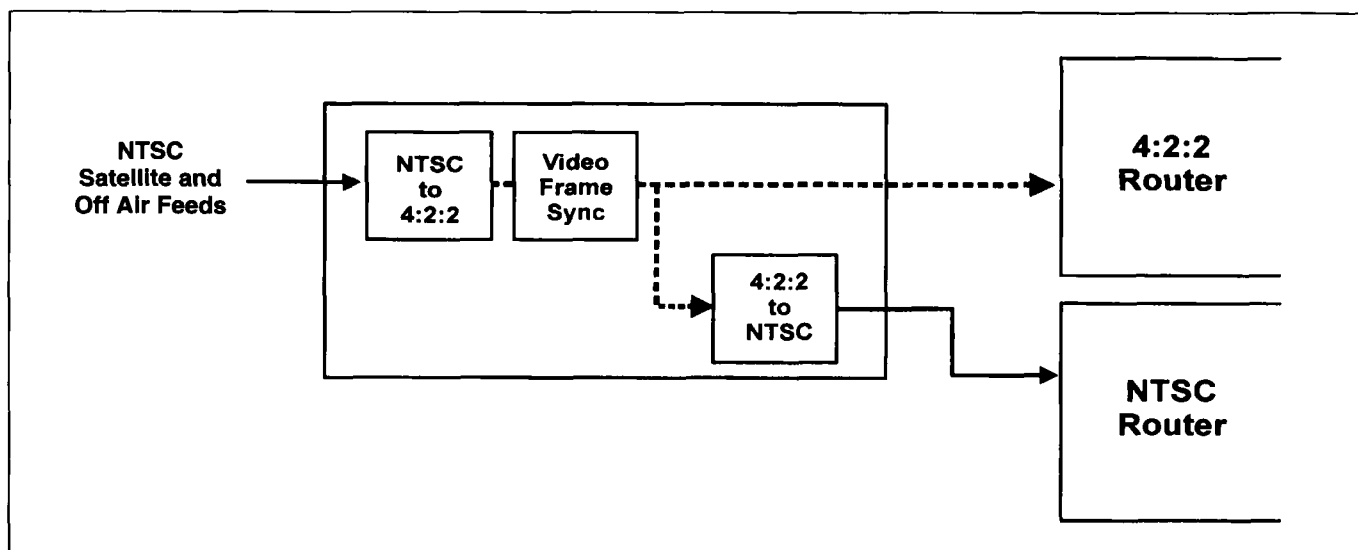 NTSC
Satellite and
Off Air Feeds
NTSC
to
4:2:2
Video
Frame
Sync
4:2:2
to
NTSC
4:2:2
Router
NTSC
Router